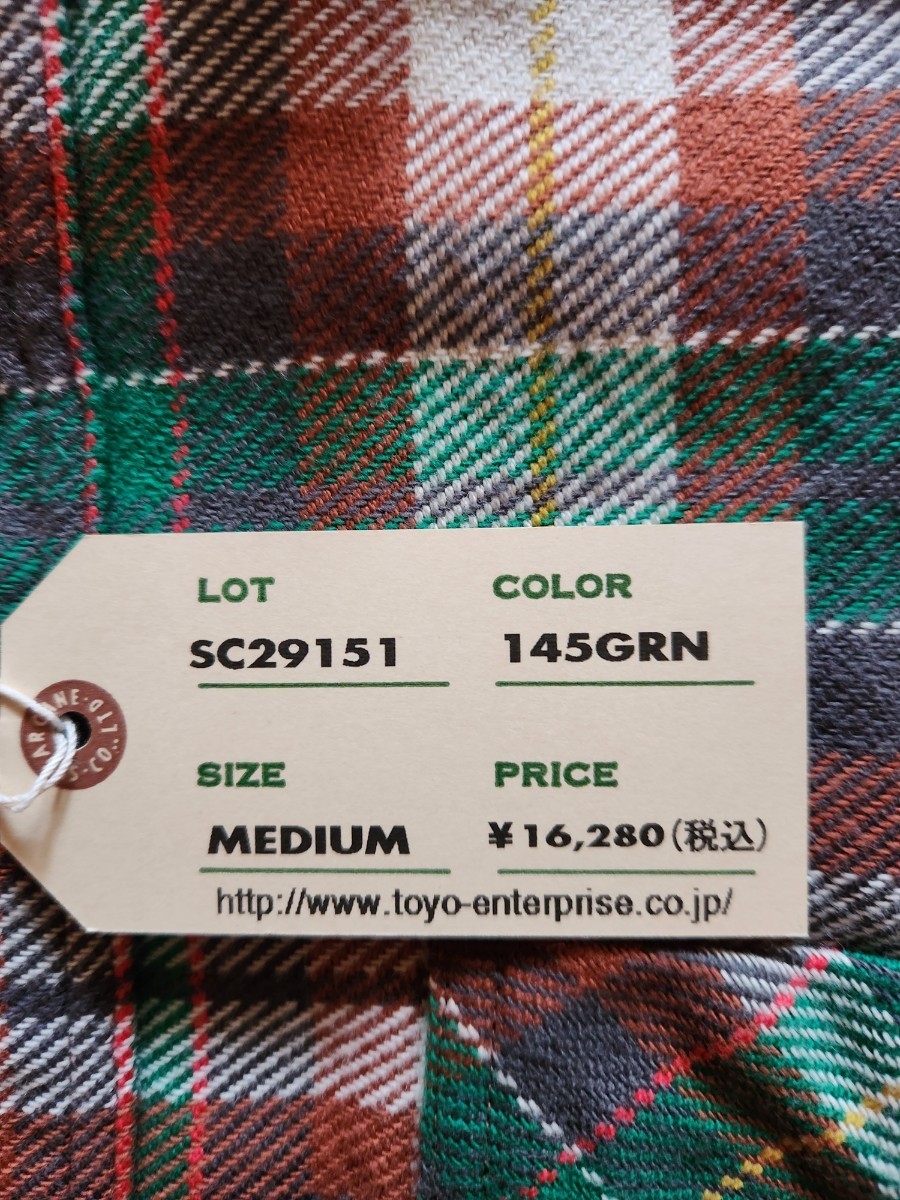 LOT
SC29151
COLOR
145GRN
SIZE
MEDIUM
PRICE
¥16,280(税込)
http://www.toyo-enterprise.co.jp/